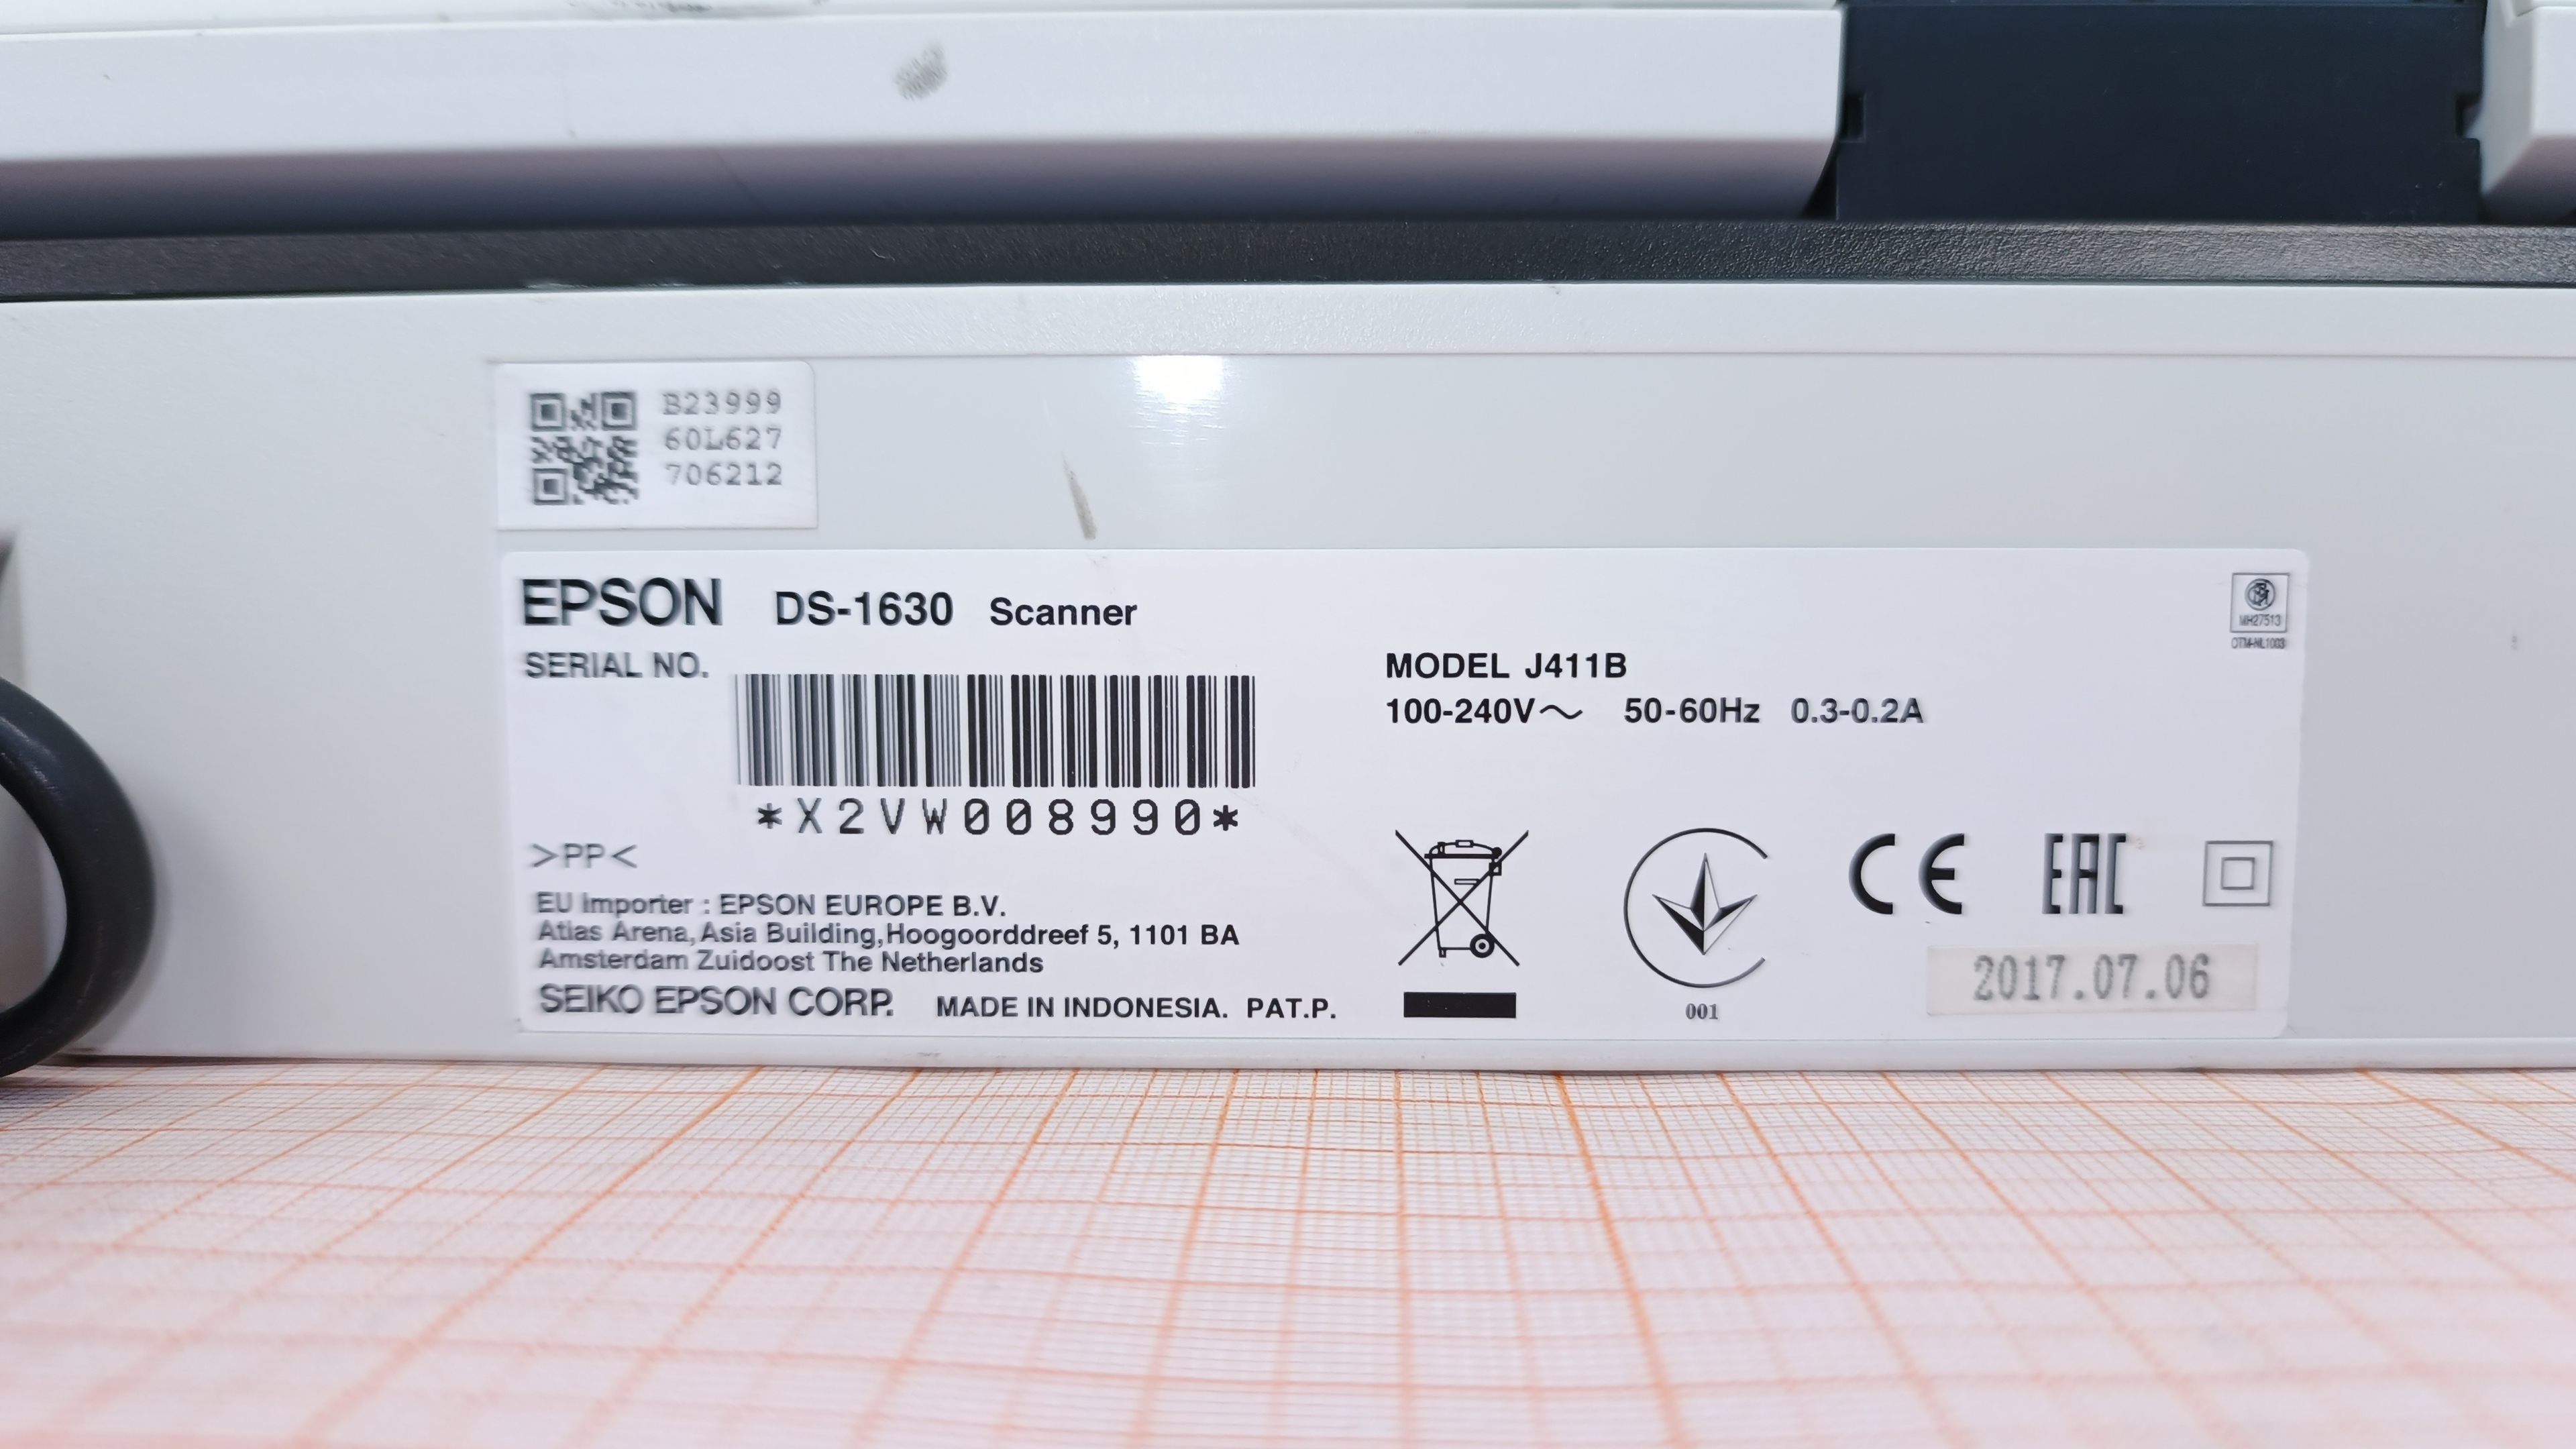 B23999
60L627
706212
EPSON DS-1630 Scanner
SERIAL NO.
*X2VW008990*
MODEL J411B
100-240V~ 50-60Hz 0.3-0.2A
MH27513
>PP<
EU Importer : EPSON EUROPE B.V.
Atlas Arena, Asia Building,Hoogoorddreef 5, 1101 BA
Amsterdam Zuidoost The Netherlands
SEIKO EPSON CORP. MADE IN INDONESIA. PAT.P.
001
CE EAC
2017.07.06